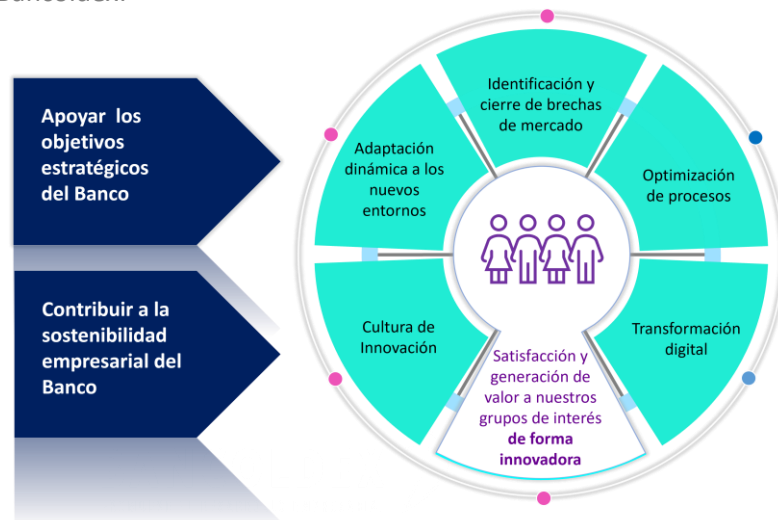 Apoyar los
objetivos
estratégicos
del Banco
Contribuir a la
sostenibilidad
empresarial del
Banco
Identificación y
cierre de brechas
de mercado
Optimización
de procesos
Transformación
digital
Satisfacción y
generación de
valor a nuestros
grupos de interés
de forma
innovadora
Cultura de
Innovación
Adaptación
dinámica a los
nuevos
entornos